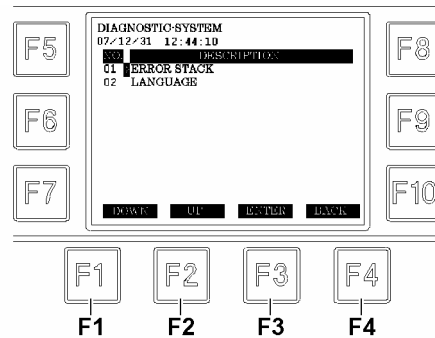 DIAGNOSTIC-SYSTEM
07/12/31 12:44:10
NO. DESCRIPTION
01 ERROR STACK
02 LANGUAGE
DOWN UP ENTER BACK
F5
F6
F7
F8
F9
F10
F1 F2 F3 F4
F1 F2 F3 F4